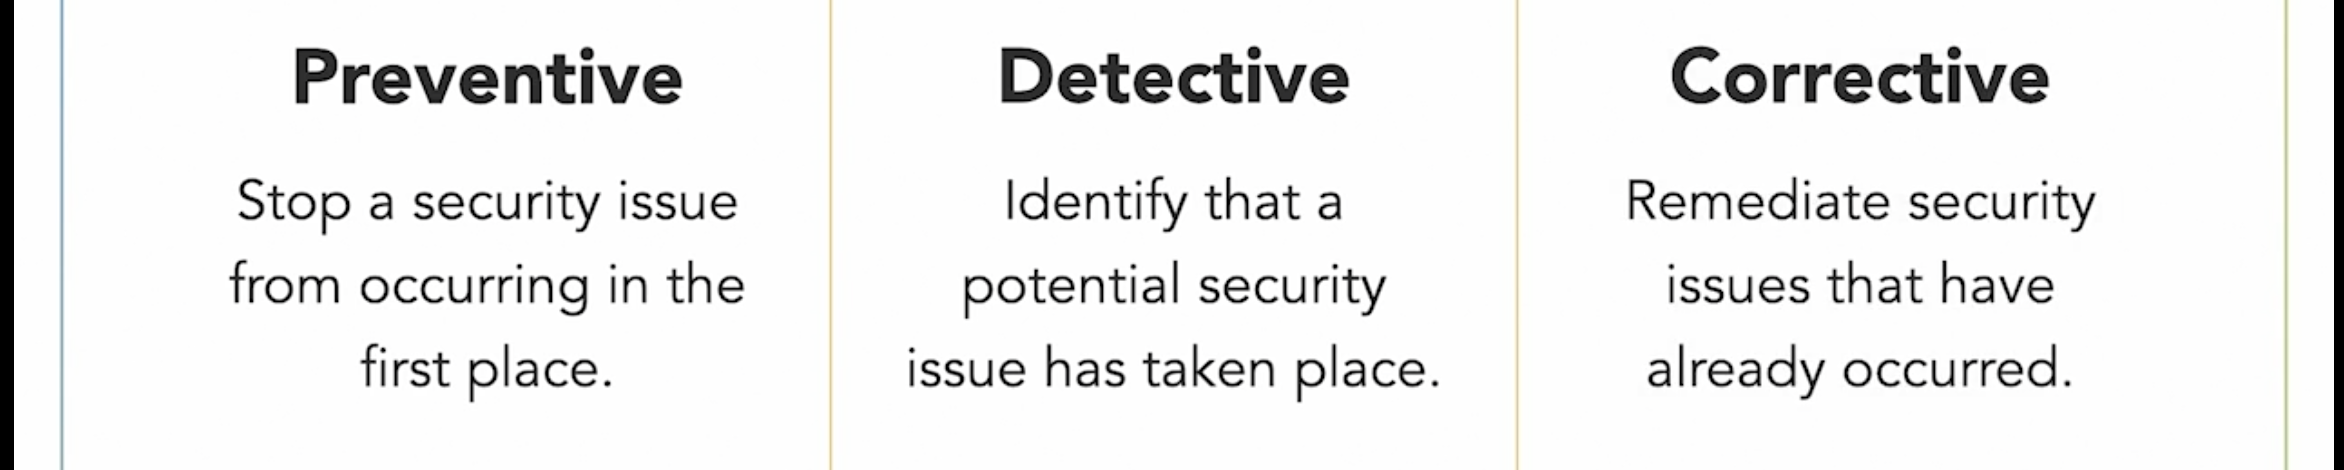 Preventive
Stop a security issue
from occurring in the
first place.
Detective
Identify that a
potential security
issue has taken place.
Corrective
Remediate security
issues that have
already occurred.